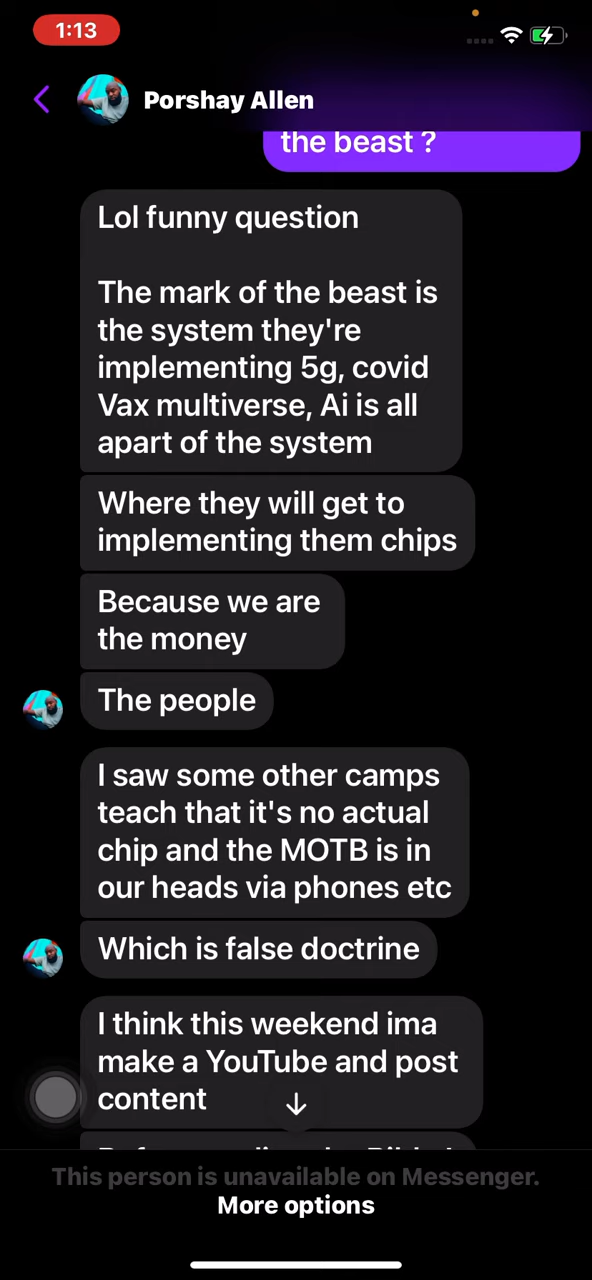 1:13
Porshay Allen
the beast ?
Lol funny question
The mark of the beast is
the system they're
implementing 5g, covid
Vax multiverse, Ai is all
apart of the system
Where they will get to
implementing them chips
Because we are
the money
The people
I saw some other camps
teach that it's no actual
chip and the MOTB is in
our heads via phones etc
Which is false doctrine
I think this weekend ima
make a YouTube and post
content
This person is unavailable on Messenger.
More options